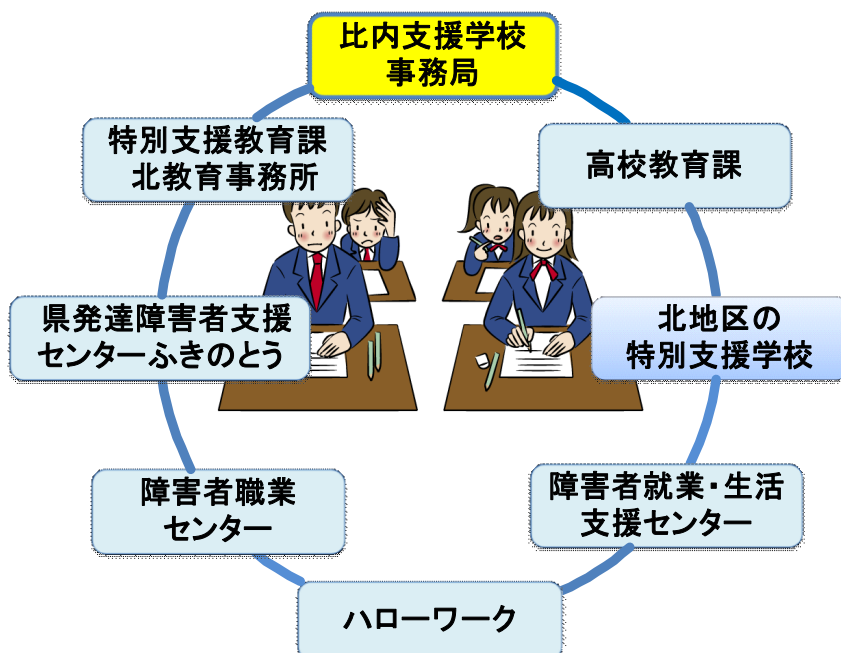 比内支援学校
事務局
特別支援教育課
北教育事務所
高校教育課
県発達障害者支援
センターふきのとう
北地区の
特別支援学校
障害者職業
センター
障害者就業・生活
支援センター
ハローワーク